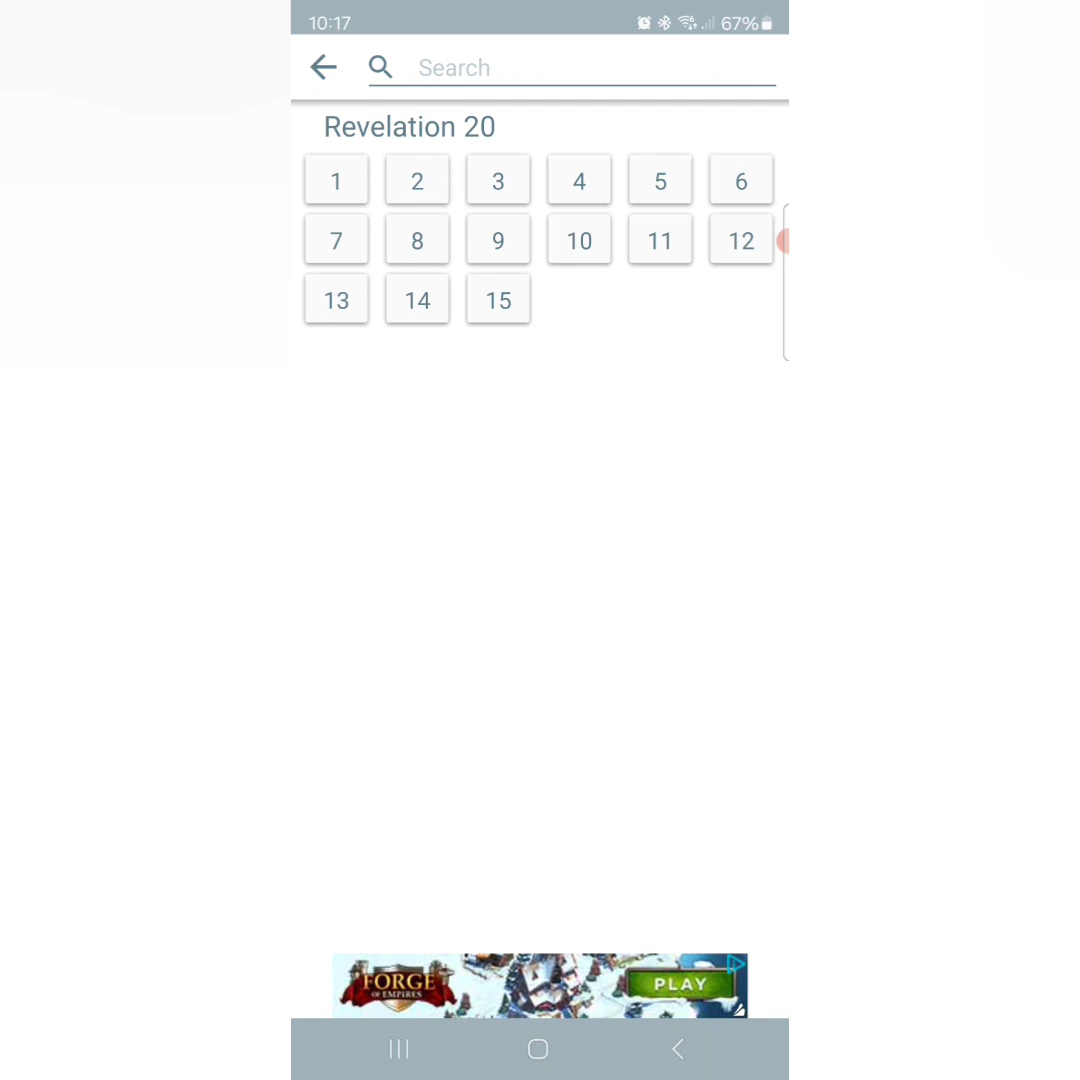 10:17 67%
Search
Revelation 20
1 2 3 4 5 6
7 8 9 10 11 12
13 14 15
FORGE
OF EMPIRES
PLAY